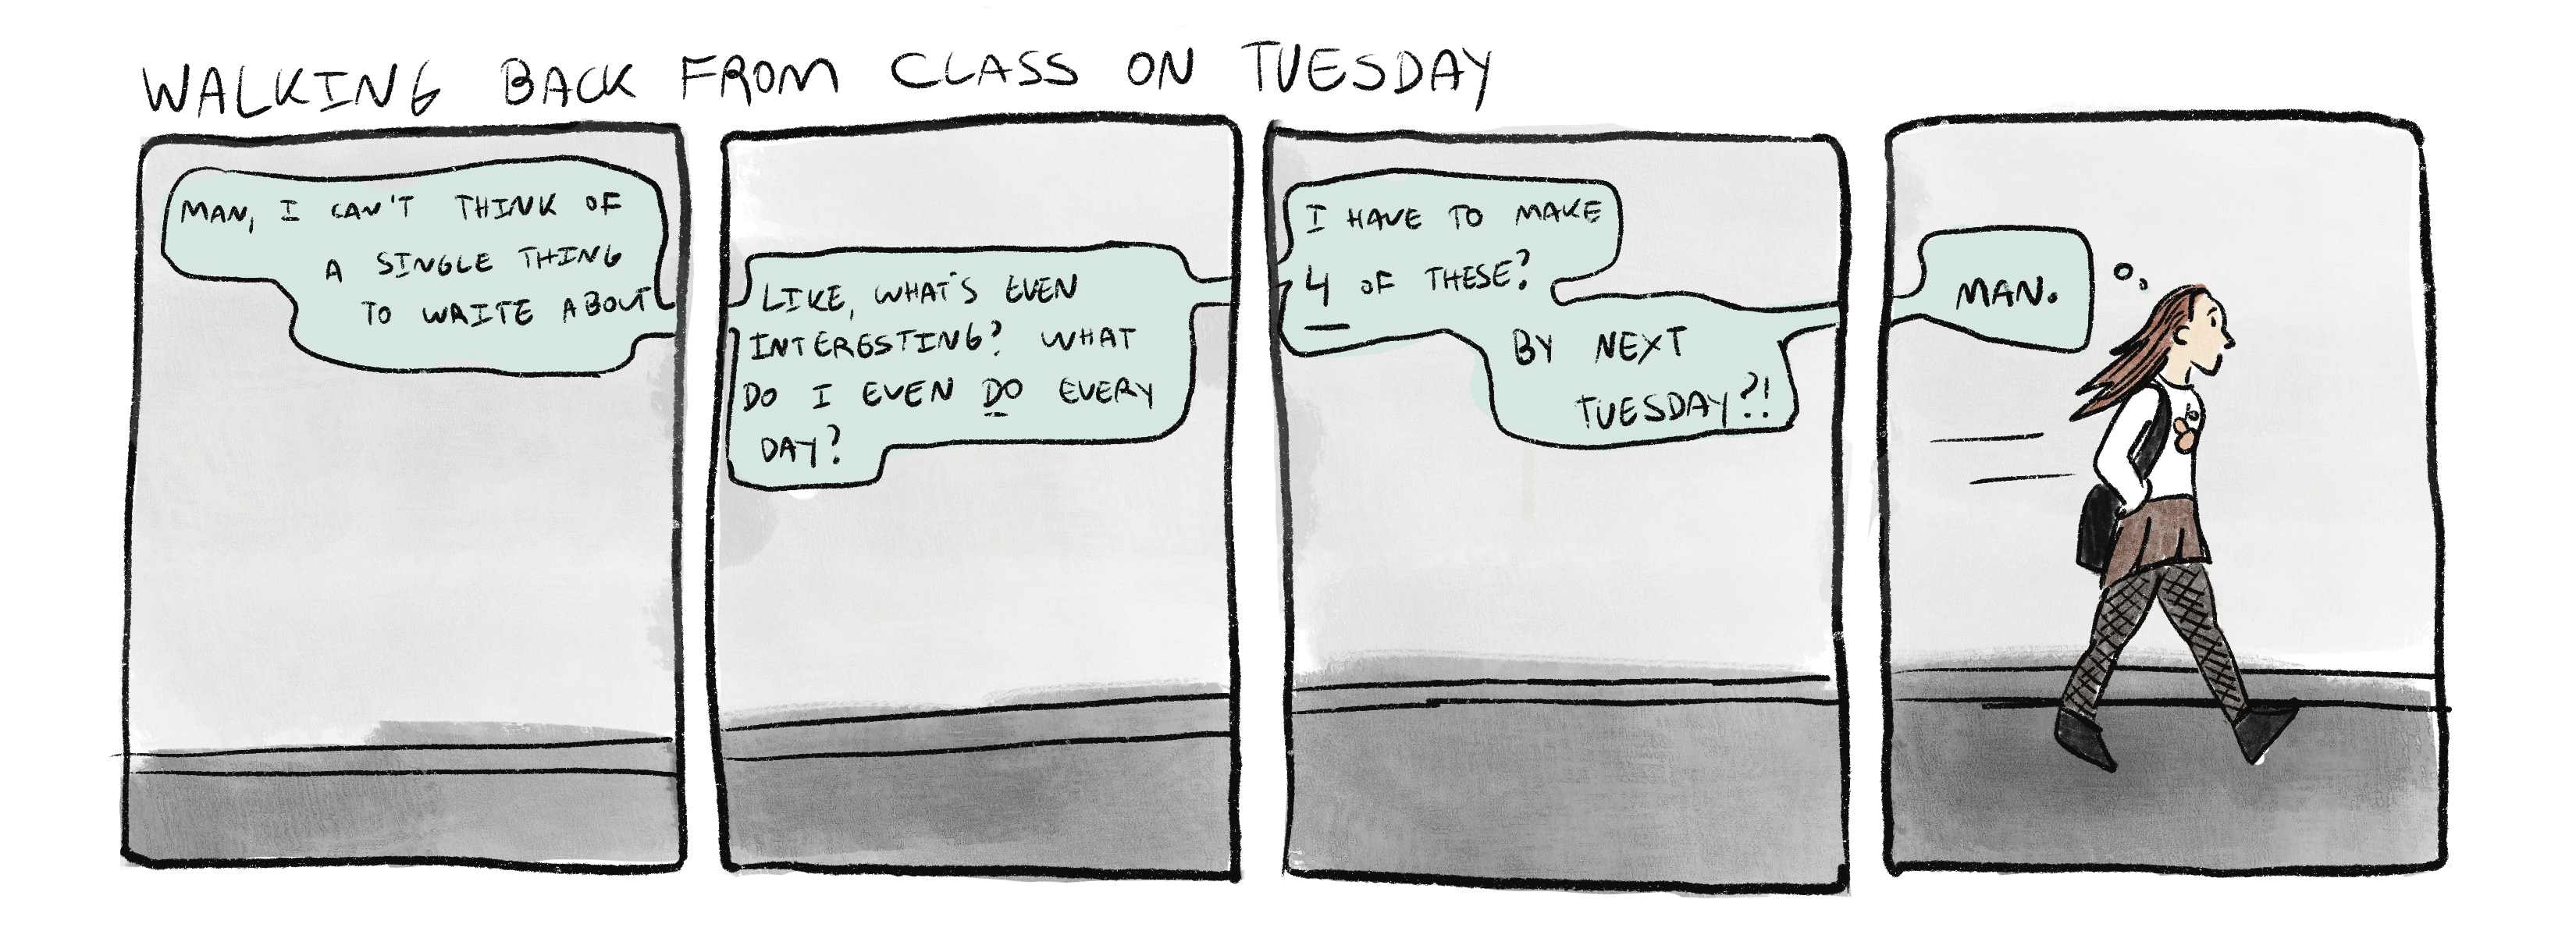 WALKING BACK FROM CLASS ON TUESDAY
MAN, I CAN'T THINK OF
A SINGLE THING
TO WRITE ABOUT
LIKE, WHAT'S EVEN
INTERESTING? WHAT
DO I EVEN DO EVERY
DAY?
I HAVE TO MAKE
4 OF THESE?
BY NEXT
TUESDAY?!
MAN.